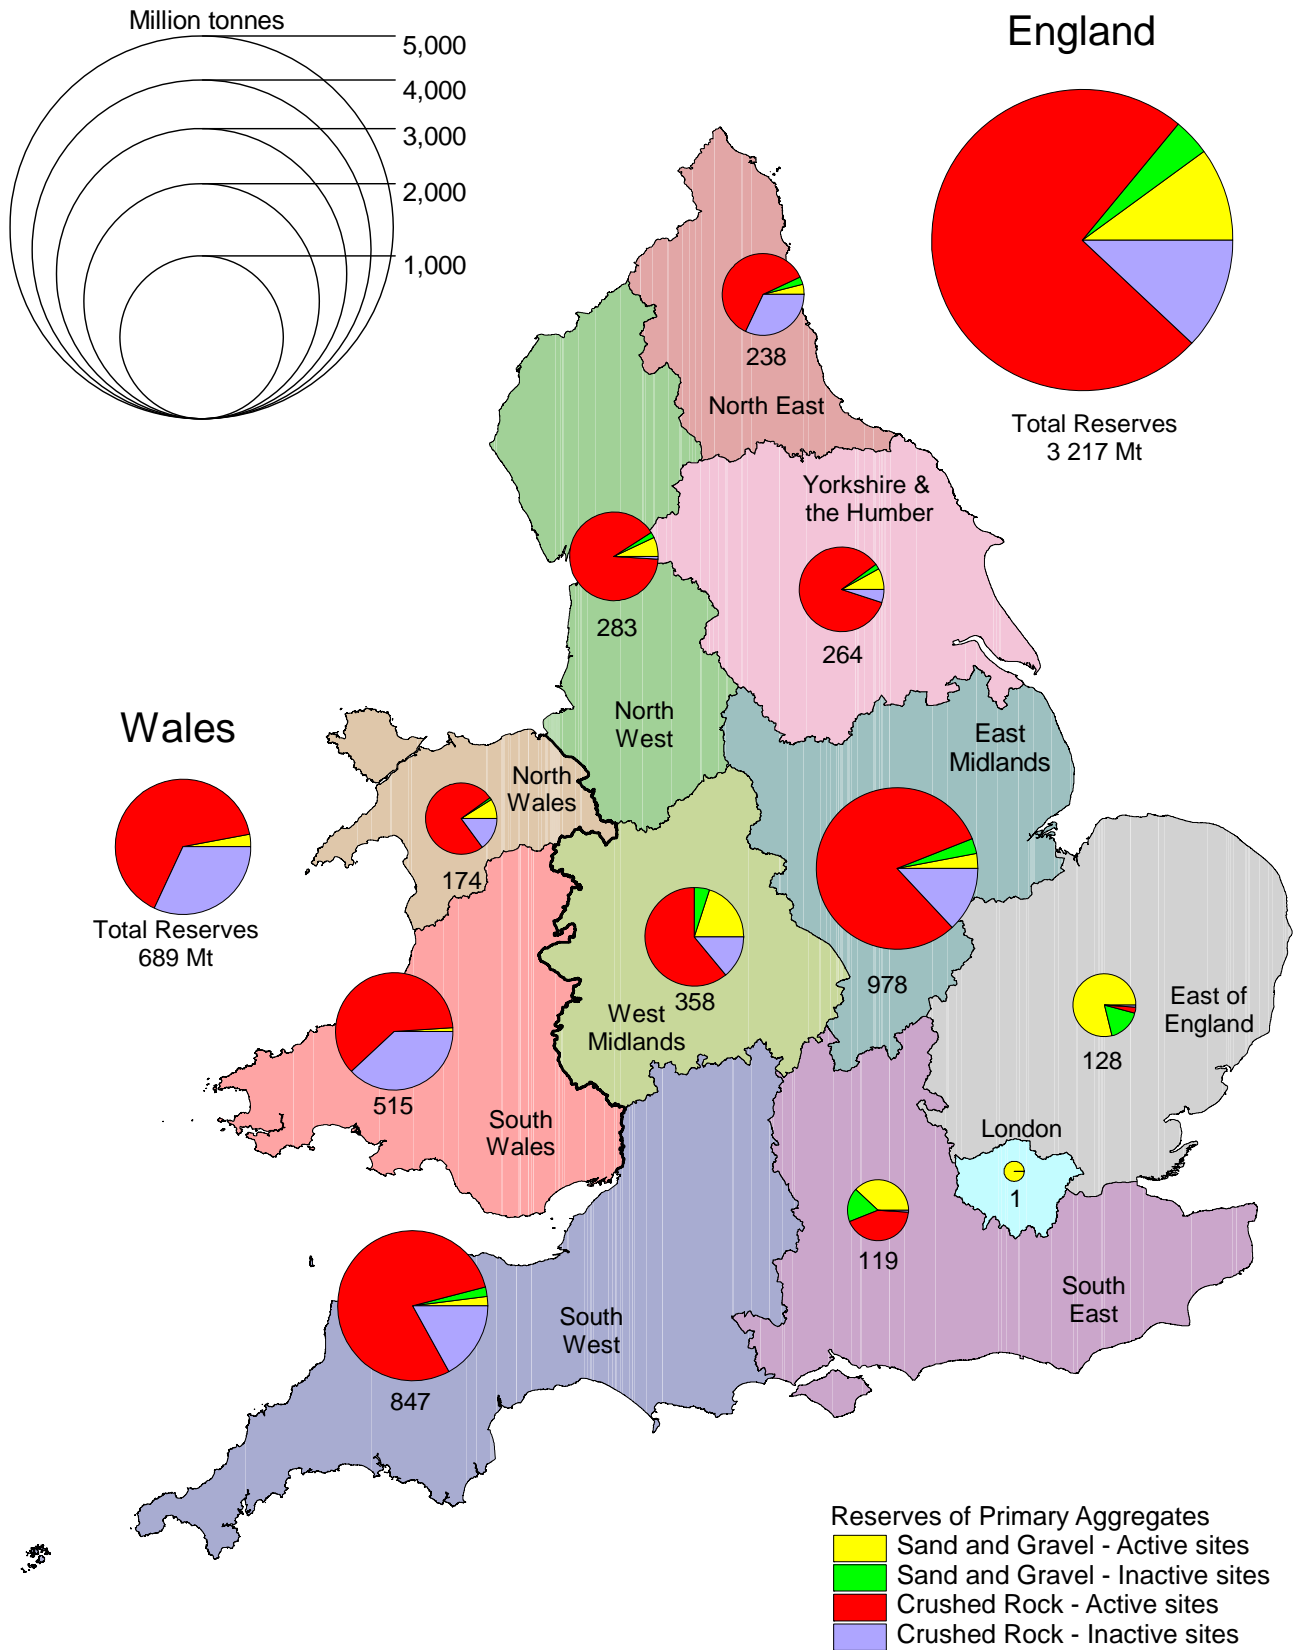 Million tonnes
5,000
4,000
3,000
2,000
1,000
England
Total Reserves
3 217 Mt
238
North East
Yorkshire &
the Humber
283
264
North
West
East
Midlands
Wales
Total Reserves
689 Mt
North
Wales
174
978
358
West
Midlands
East of
England
128
515
South
Wales
London
1
119
South
East
South
West
847
Reserves of Primary Aggregates
Sand and Gravel - Active sites
Sand and Gravel - Inactive sites
Crushed Rock - Active sites
Crushed Rock - Inactive sites